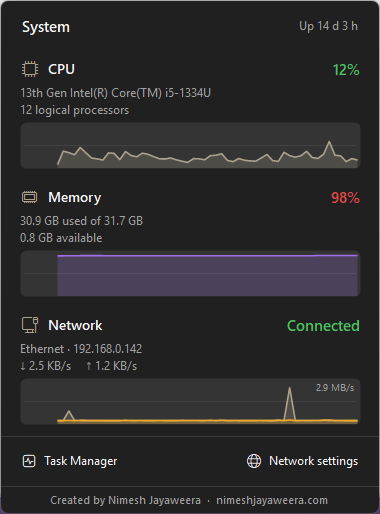 System
Up 14 d 3 h
CPU
12%
13th Gen Intel(R) Core(TM) i5-1334U
12 logical processors
Memory
98%
30.9 GB used of 31.7 GB
0.8 GB available
Network
Connected
Ethernet · 192.168.0.142
↓ 2.5 KB/s ↑ 1.2 KB/s
2.9 MB/s
Task Manager
Network settings
Created by Nimesh Jayaweera · nimeshjayaweera.com